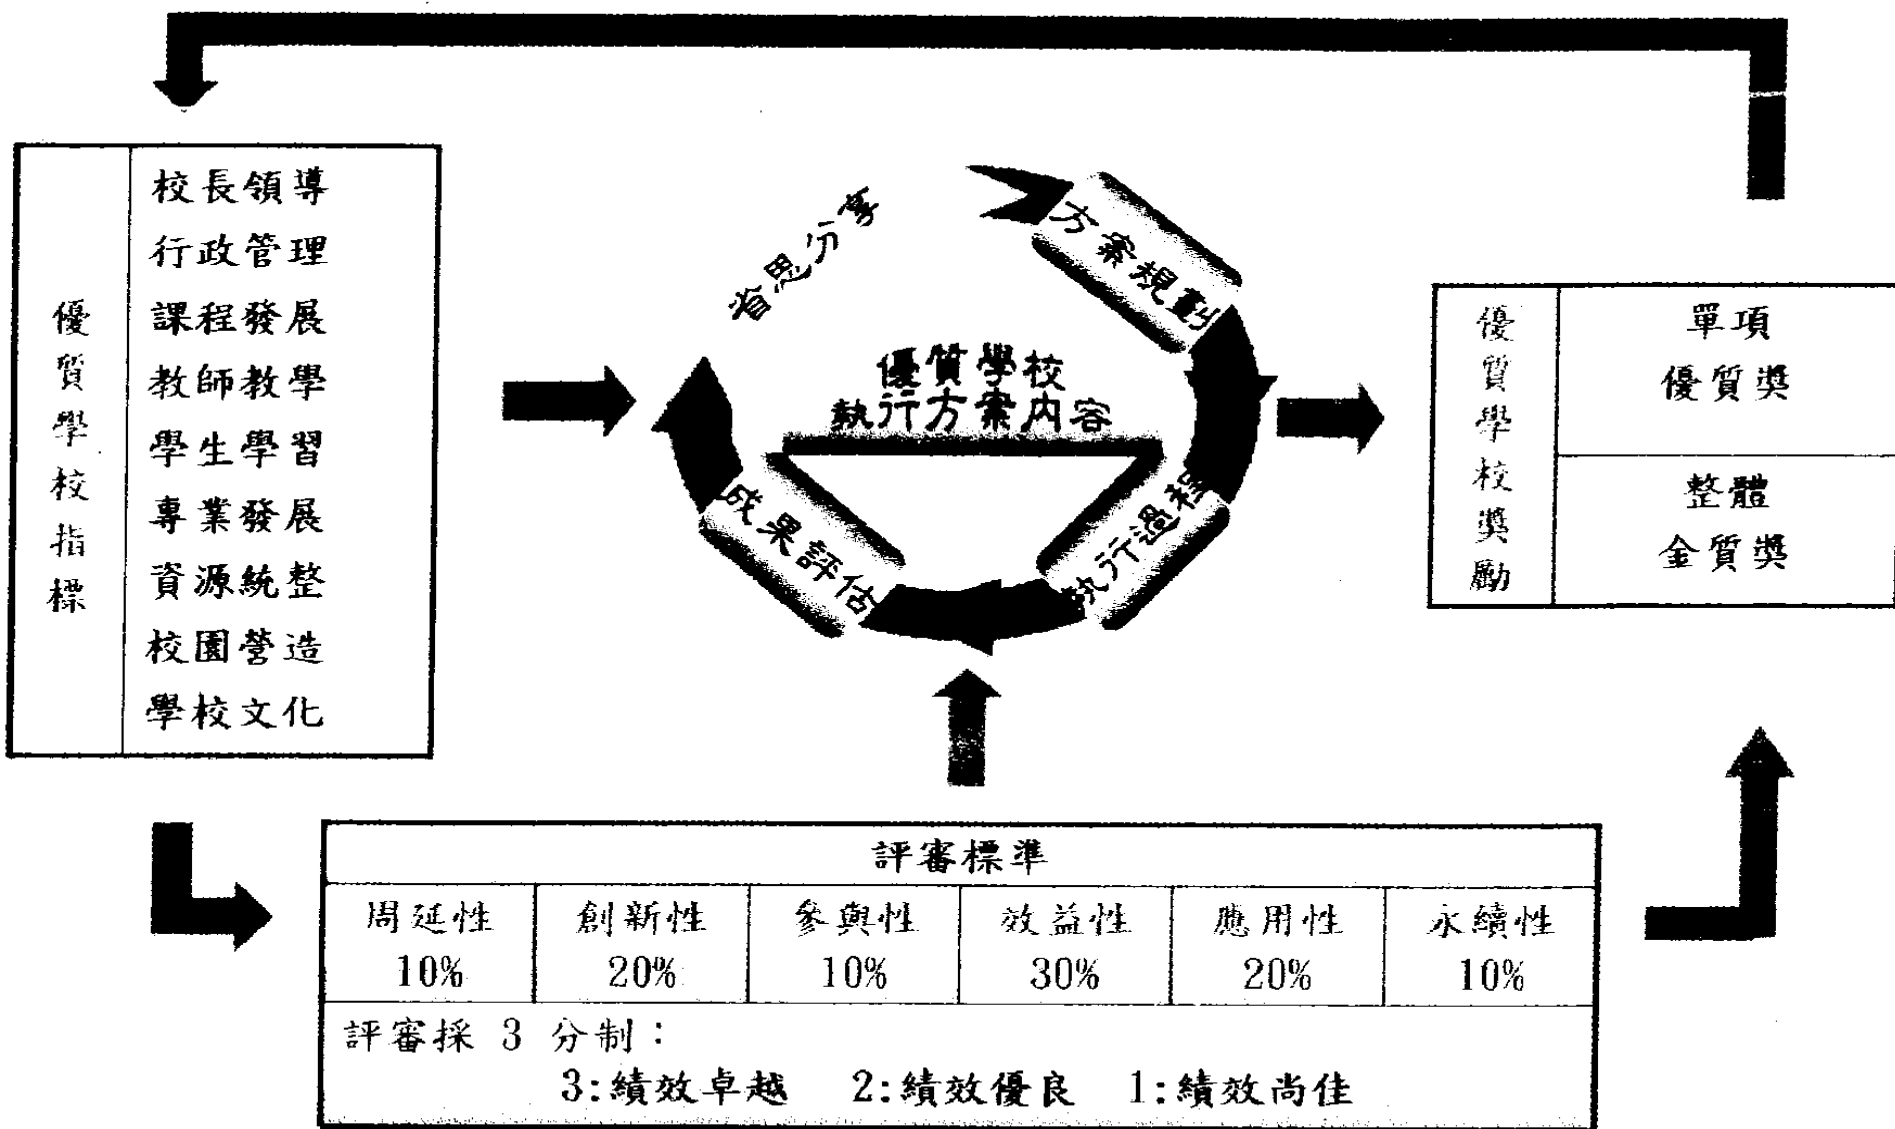 優質學校指標
校長領導
行政管理
課程發展
教師教學
學生學習
專業發展
資源統整
校園營造
學校文化
省思分享
方案規劃
優質學校
執行方案內容
成果評估
執行過程
優質學校獎勵
單項
優質獎
整體
金質獎
評審標準
周延性 創新性 參與性 效益性 應用性 永續性
10% 20% 10% 30% 20% 10%
評審採 3 分制：
3:績效卓越 2:績效優良 1:績效尚佳